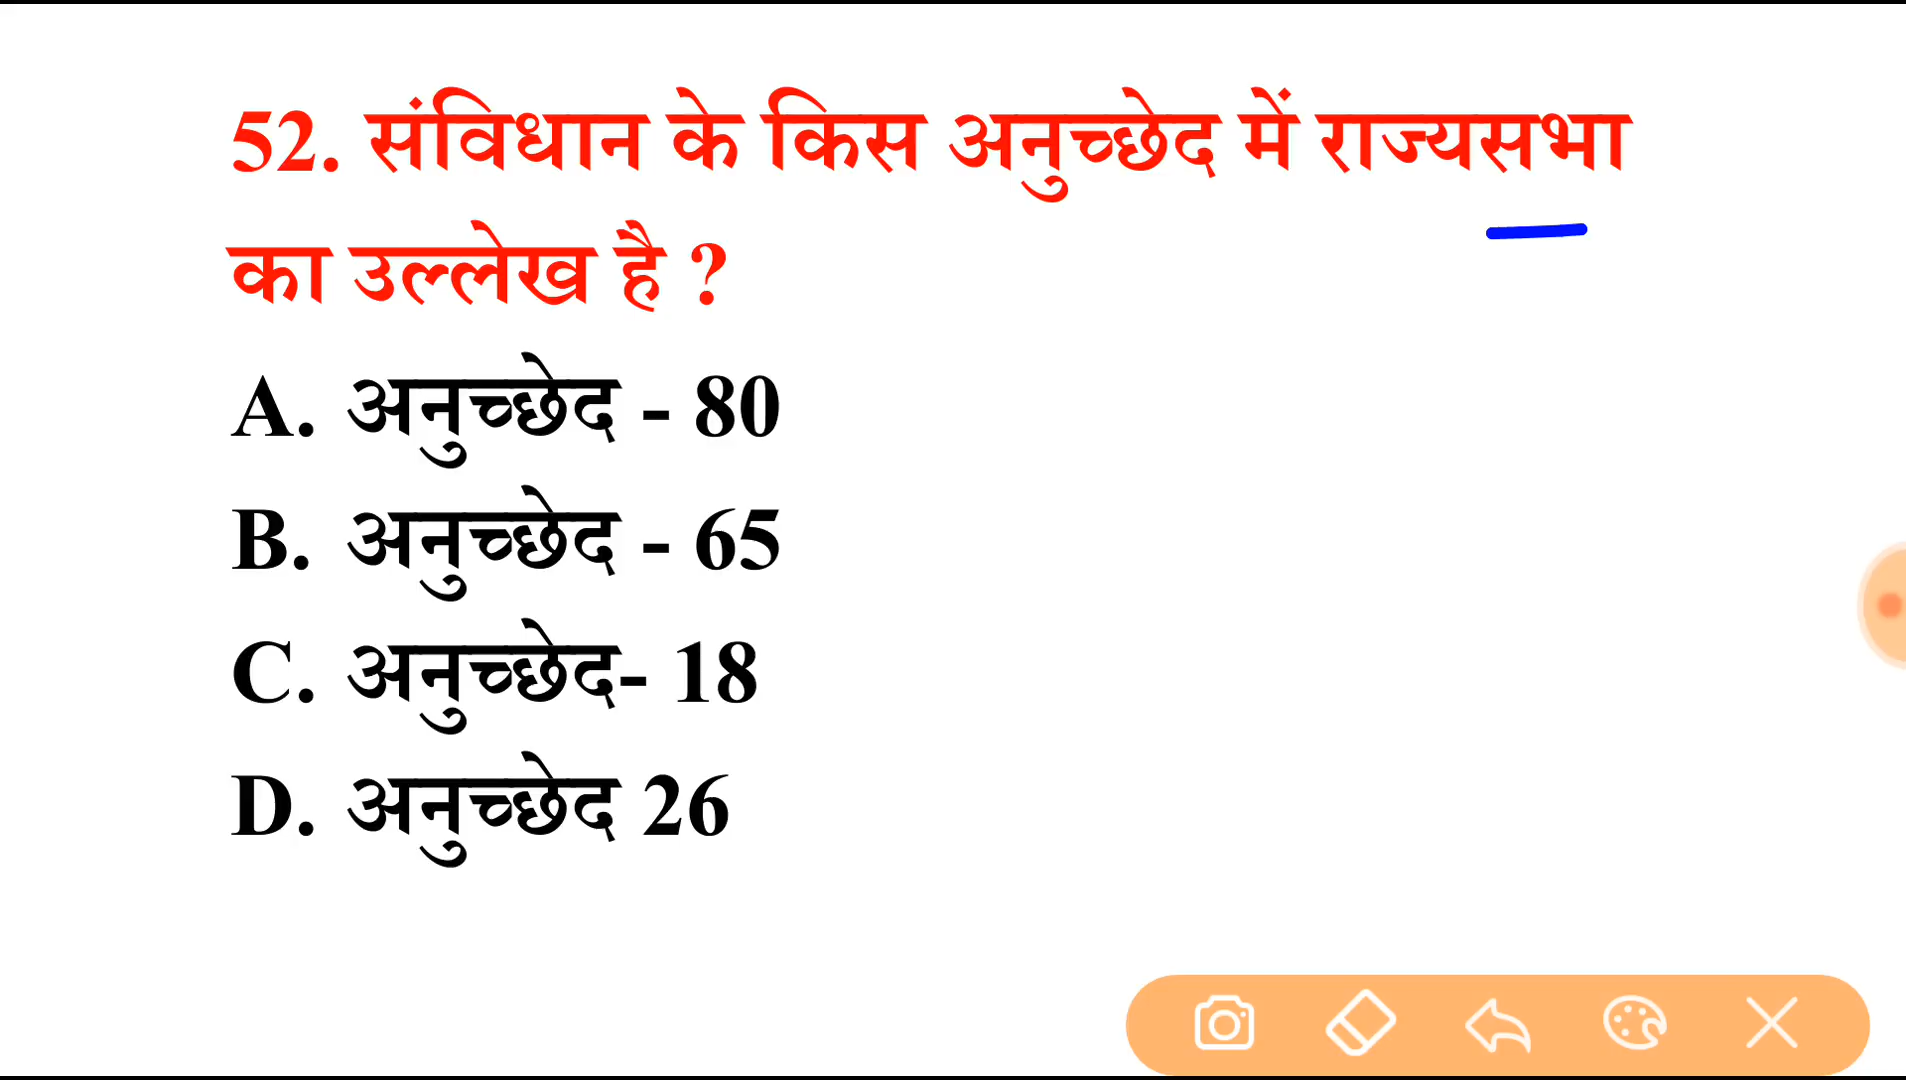 52. संविधान के किस अनुच्छेद में राज्यसभा
का उल्लेख है ?
A. अनुच्छेद - 80
B. अनुच्छेद - 65
C. अनुच्छेद- 18
D. अनुच्छेद 26